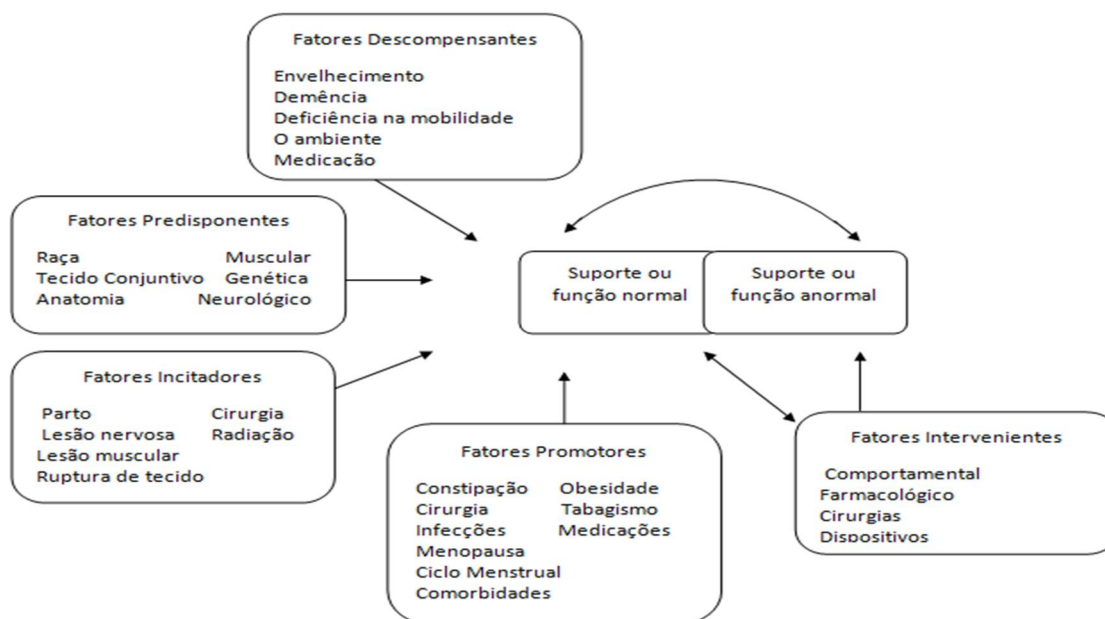 Fatores Descompensantes
Envelhecimento
Demência
Deficiência na mobilidade
O ambiente
Medicação
Fatores Predisponentes
Raça Muscular
Tecido Conjuntivo Genética
Anatomia Neurológico
Suporte ou
função normal
Suporte ou
função anormal
Fatores Incitadores
Parto Cirurgia
Lesão nervosa Radiação
Lesão muscular
Ruptura de tecido
Fatores Promotores
Constipação Obesidade
Cirurgia Tabagismo
Infecções Medicações
Menopausa
Ciclo Menstrual
Comorbidades
Fatores Intervenientes
Comportamental
Farmacológico
Cirurgias
Dispositivos